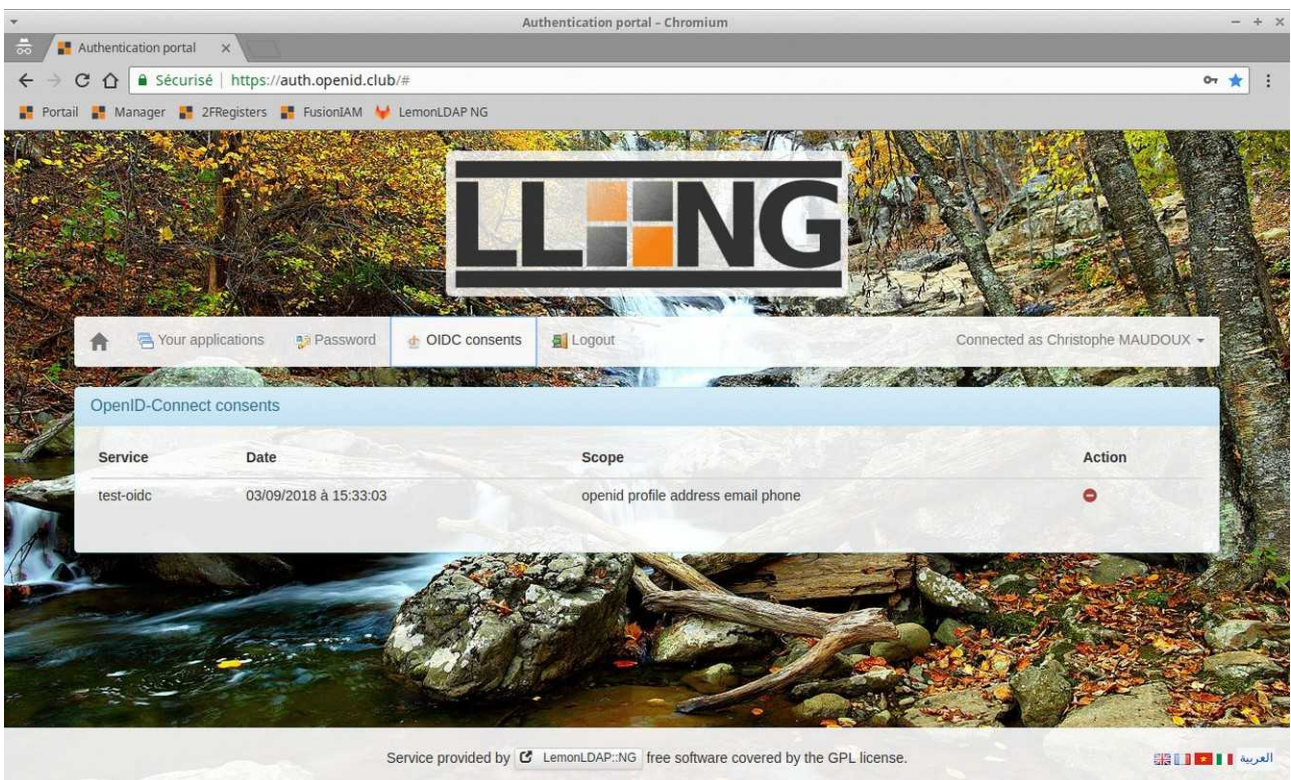 Authentication portal – Chromium
Authentication portal
Sécurisé | https://auth.openid.club/#
Portail Manager 2FRegisters FusionIAM LemonLDAP NG
LL NG
Your applications Password OIDC consents Logout Connected as Christophe MAUDOUX
OpenID-Connect consents
Service Date Scope Action
test-oidc 03/09/2018 à 15:33:03 openid profile address email phone
Service provided by LemonLDAP::NG free software covered by the GPL license.
العربية